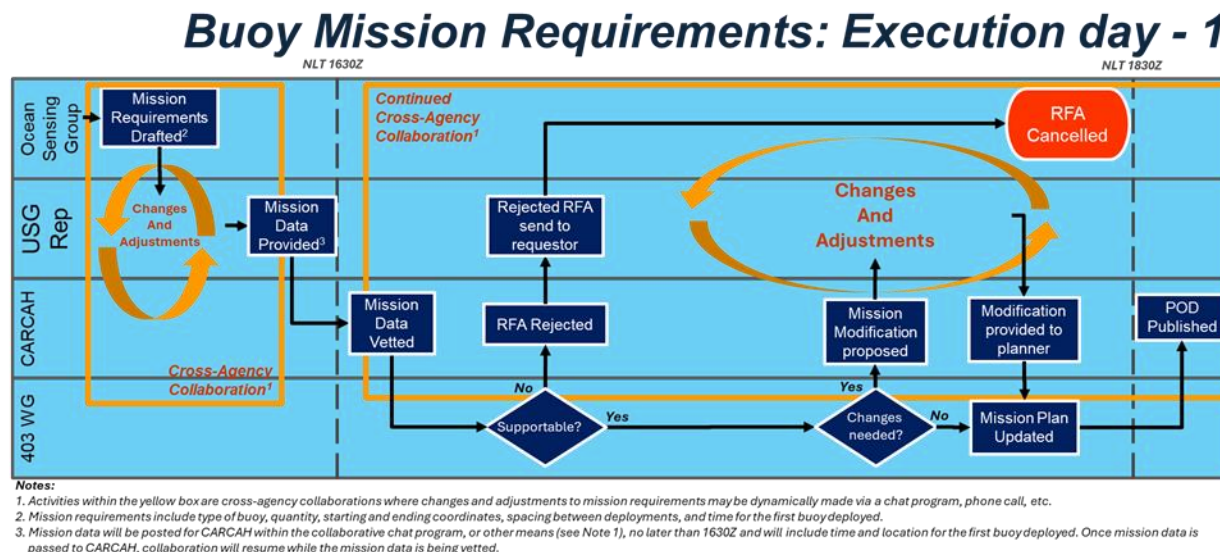 Buoy Mission Requirements: Execution day - 1
NLT 1630Z
NLT 1830Z
Ocean
Sensing
Group
Mission
Requirements
Drafted2
Continued
Cross-Agency
Collaboration1
RFA
Cancelled
USG
Rep
Changes
And
Adjustments
Mission
Data
Provided3
Rejected RFA
send to
requestor
Changes
And
Adjustments
CARCAH
Mission
Data
Vetted
RFA Rejected
Mission
Modification
proposed
Modification
provided to
planner
POD
Published
Cross-Agency
Collaboration1
No
Yes
403 WG
Supportable?
Yes
Changes
needed?
No
Mission Plan
Updated
Notes:
1. Activities within the yellow box are cross-agency collaborations where changes and adjustments to mission requirements may be dynamically made via a chat program, phone call, etc.
2. Mission requirements include type of buoy, quantity, starting and ending coordinates, spacing between deployments, and time for the first buoy deployed.
3. Mission data will be posted for CARCAH within the collaborative chat program, or other means (see Note 1), no later than 1630Z and will include time and location for the first buoy deployed. Once mission data is
passed to CARCAH, collaboration will resume while the mission data is being vetted.